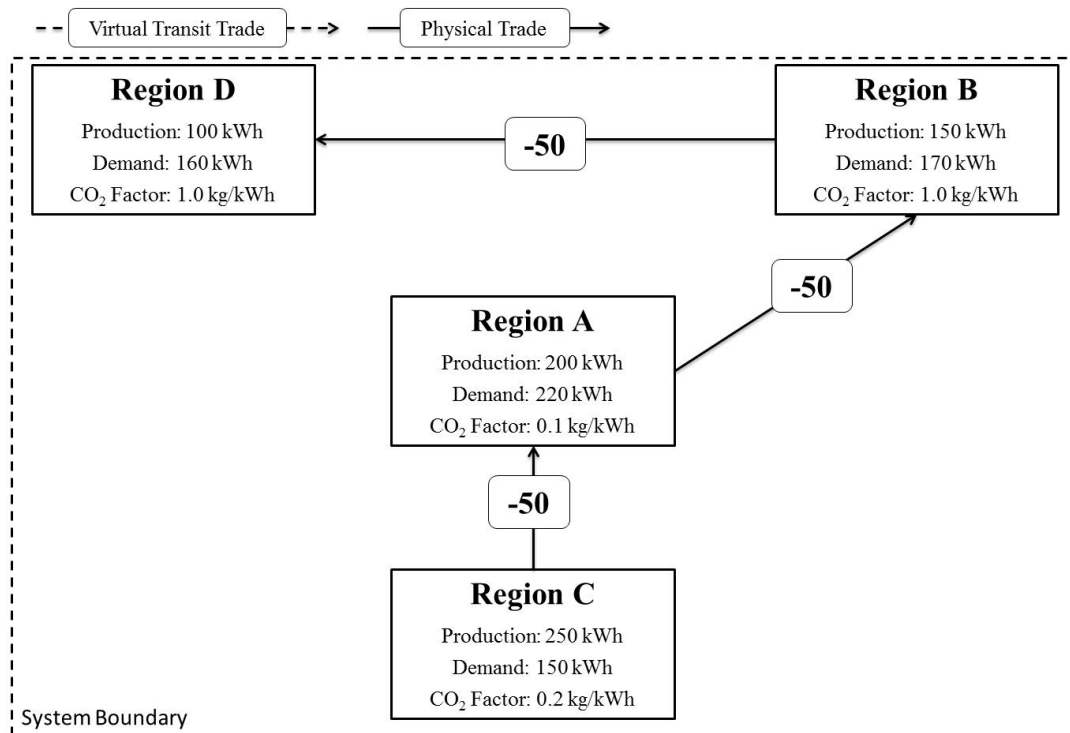 Virtual Transit Trade
Physical Trade
Region D
Production: 100 kWh
Demand: 160 kWh
CO₂ Factor: 1.0 kg/kWh
-50
Region B
Production: 150 kWh
Demand: 170 kWh
CO₂ Factor: 1.0 kg/kWh
-50
Region A
Production: 200 kWh
Demand: 220 kWh
CO₂ Factor: 0.1 kg/kWh
-50
Region C
Production: 250 kWh
Demand: 150 kWh
CO₂ Factor: 0.2 kg/kWh
System Boundary